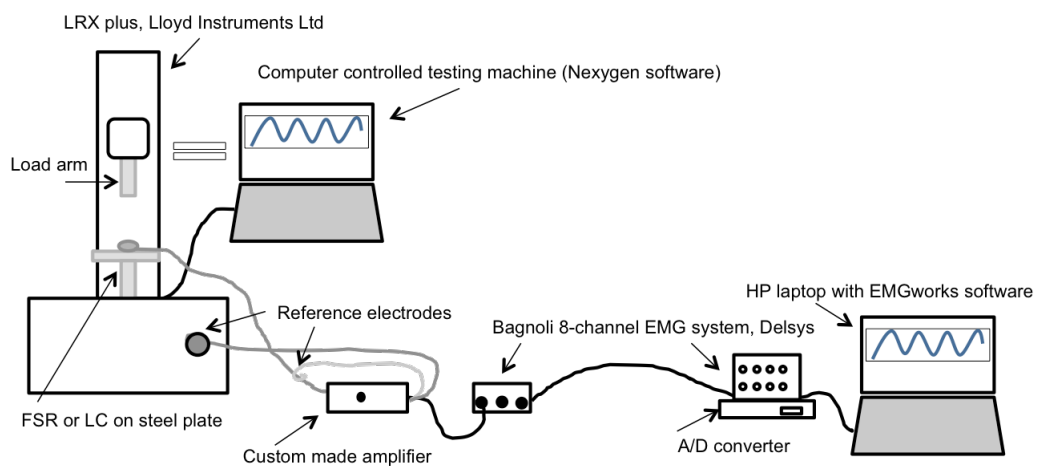 LRX plus, Lloyd Instruments Ltd
Computer controlled testing machine (Nexygen software)
Load arm
HP laptop with EMGworks software
Reference electrodes
Bagnoli 8-channel EMG system, Delsys
FSR or LC on steel plate
A/D converter
Custom made amplifier